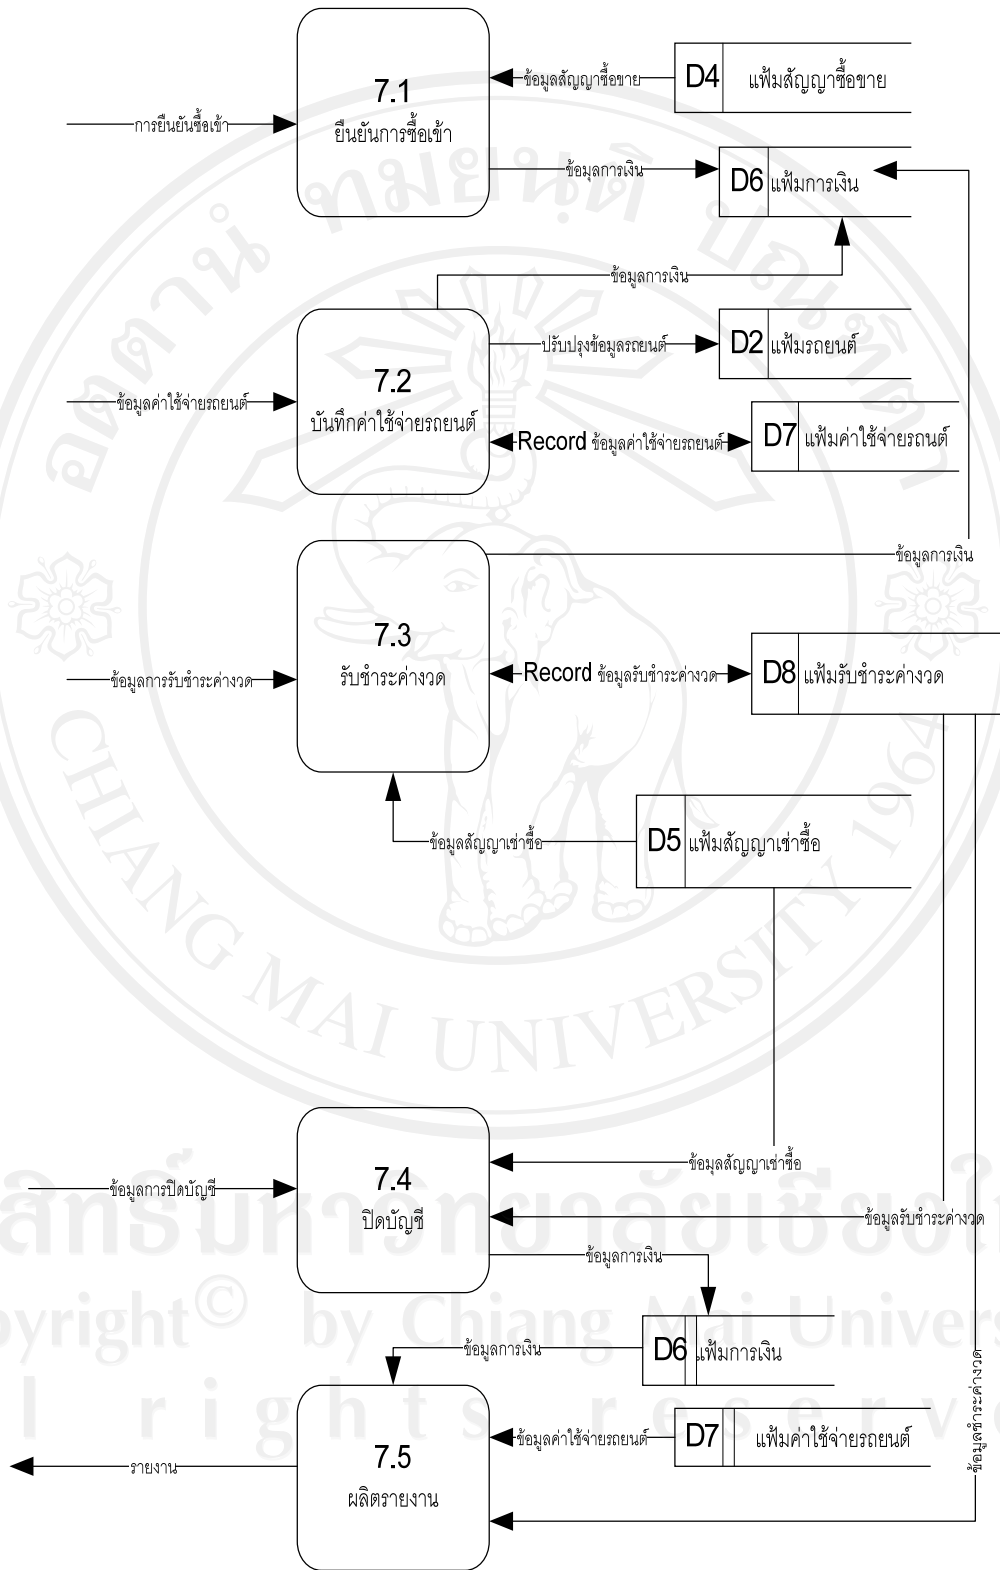 7.1
ยืนยันการซื้อเข้า
ข้อมูลสัญญาซื้อขาย
D4 แฟ้มสัญญาซื้อขาย
การยืนยันซื้อเข้า
ข้อมุลการเงิน
D6 แฟ้มการเงิน
ข้อมูลการเงิน
7.2
บันทึกค่าใช้จ่ายรถยนต์
ปรับปรุงข้อมูลรถยนต์
D2 แฟ้มรถยนต์
ข้อมูลค่าใช้จ่ายรถยนต์
Record ข้อมูลค่าใช้จ่ายรถยนต์
D7 แฟ้มค่าใช้จ่ายรถนต์
ข้อมูลการเงิน
7.3
รับชำระค่างวด
ข้อมูลการรับชำระค่างวด
Record ข้อมูลรับชำระค่างวด
D8 แฟ้มรับชำระค่างวด
ข้อมูลสัญญาเช่าซื้อ
D5 แฟ้มสัญญาเช่าซื้อ
7.4
ปิดบัญชี
ข้อมุลสัญญาเช่าซื้อ
ข้อมูลการปิดบัญชี
ข้อมูลรับชำระค่างวด
ข้อมูลการเงิน
ข้อมูลการเงิน
D6 แฟ้มการเงิน
7.5
ผลิตรายงาน
ข้อมูลค่าใช้จ่ายรถยนต์
D7 แฟ้มค่าใช้จ่ายรถยนต์
รายงาน
ข้อมูลชำระค่างวด
CHIANG MAI UNIVERSITY 1964
© by Chiang Mai